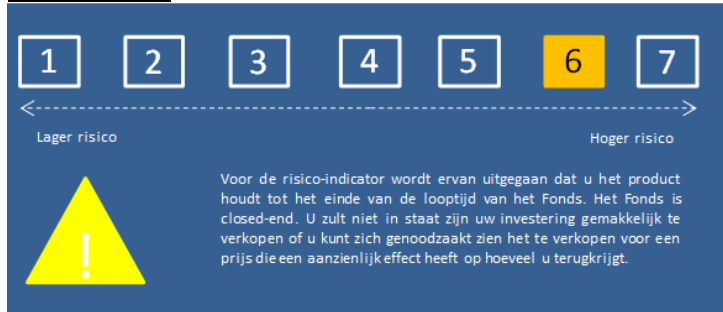 1 2 3 4 5 6 7
Lager risico Hoger risico
!
Voor de risico-indicator wordt ervan uitgegaan dat u het product
houdt tot het einde van de looptijd van het Fonds. Het Fonds is
closed-end. U zult niet in staat zijn uw investering gemakkelijk te
verkopen of u kunt zich genoodzaakt zien het te verkopen voor een
prijs die een aanzienlijk effect heeft op hoeveel u terugkrijgt.